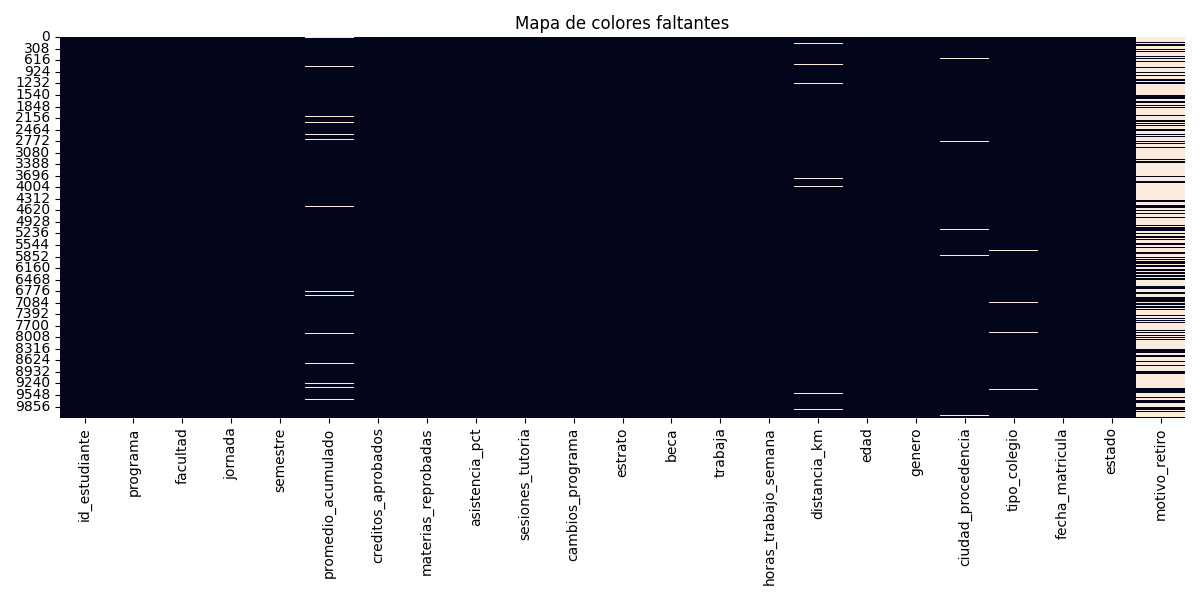 Mapa de colores faltantes
0
308
616
924
1232
1540
1848
2156
2464
2772
3080
3388
3696
4004
4312
4620
4928
5236
5544
5852
6160
6468
6776
7084
7392
7700
8008
8316
8624
8932
9240
9548
9856
id_estudiante
programa
facultad
jornada
semestre
promedio_acumulado
creditos_aprobados
materias_reprobadas
asistencia_pct
sesiones_tutoria
cambios_programa
estrato
beca
trabaja
horas_trabajo_semana
distancia_km
edad
genero
ciudad_procedencia
tipo_colegio
fecha_matricula
estado
motivo_retiro